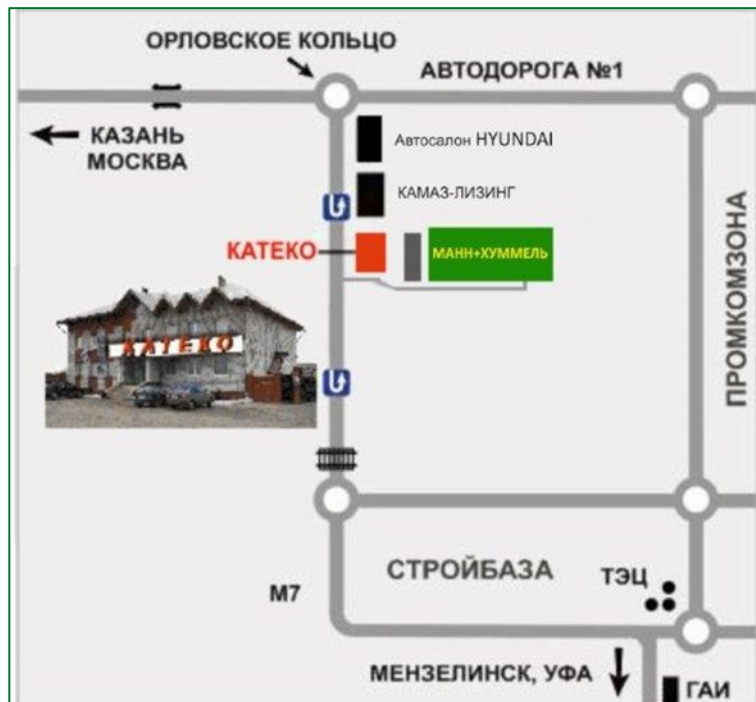 ОРЛОВСКОЕ КОЛЬЦО
АВТОДОРОГА №1
КАЗАНЬ
МОСКВА
Автосалон HYUNDAI
КАМАЗ-ЛИЗИНГ
КАТЕКО
МАНН+ХУММЕЛЬ
КАТЕКО
ПРОМКОМЗОНА
СТРОЙБАЗА
ТЭЦ
М7
МЕНЗЕЛИНСК, УФА
ГАИ